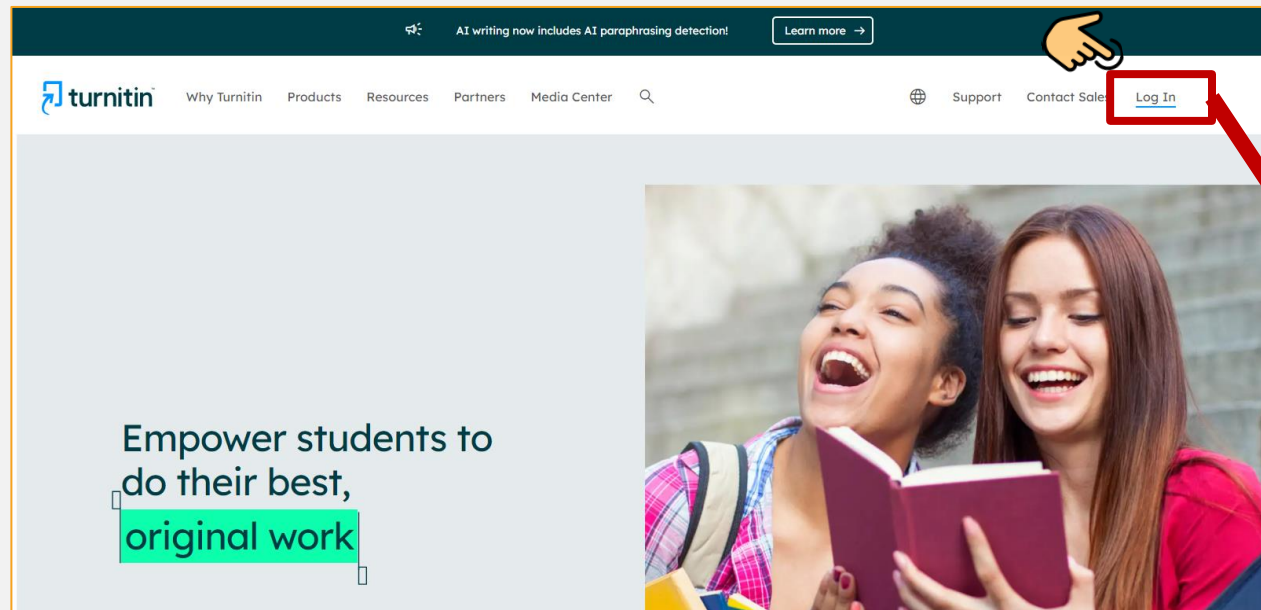 AI writing now includes AI paraphrasing detection! Learn more →
turnitin Why Turnitin Products Resources Partners Media Center Support Contact Sales Log In
Empower students to
do their best,
original work